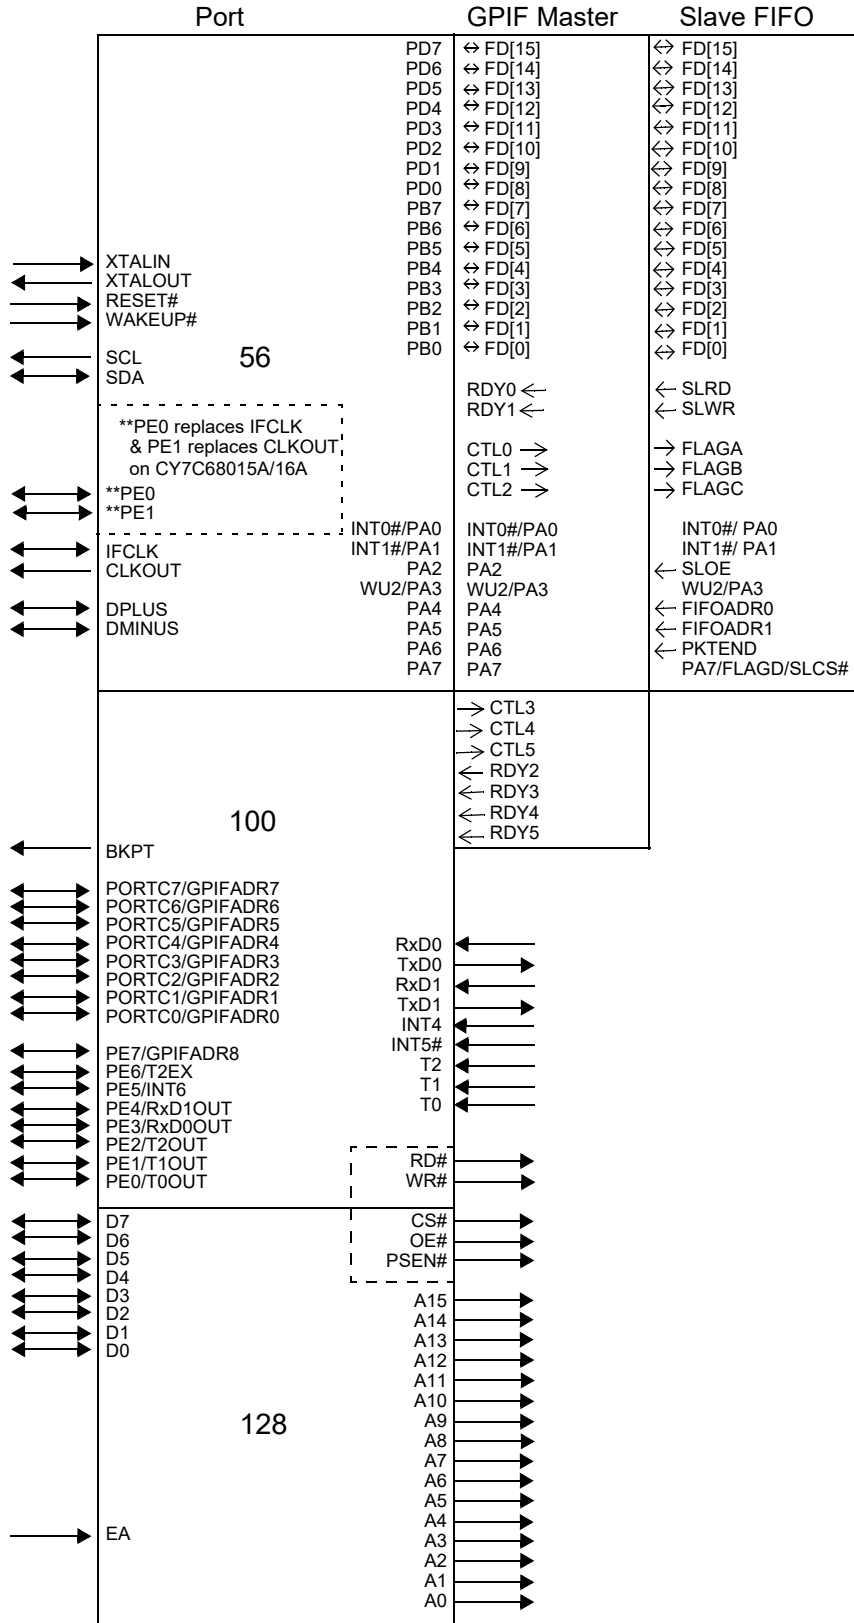 Port GPIF Master Slave FIFO
PD7 FD[15] FD[15]
PD6 FD[14] FD[14]
PD5 FD[13] FD[13]
PD4 FD[12] FD[12]
PD3 FD[11] FD[11]
PD2 FD[10] FD[10]
PD1 FD[9] FD[9]
PD0 FD[8] FD[8]
PB7 FD[7] FD[7]
PB6 FD[6] FD[6]
PB5 FD[5] FD[5]
PB4 FD[4] FD[4]
PB3 FD[3] FD[3]
PB2 FD[2] FD[2]
PB1 FD[1] FD[1]
PB0 FD[0] FD[0]
XTALIN
XTALOUT
RESET#
WAKEUP#
SCL
SDA
56
RDY0 SLRD
RDY1 SLWR
**PE0 replaces IFCLK
& PE1 replaces CLKOUT
on CY7C68015A/16A
CTL0 FLAGA
CTL1 FLAGB
CTL2 FLAGC
**PE0
**PE1
IFCLK
CLKOUT
DPLUS
DMINUS
INT0#/PA0 INT0#/PA0 INT0#/ PA0
INT1#/PA1 INT1#/PA1 INT1#/ PA1
PA2 PA2 SLOE
WU2/PA3 WU2/PA3 WU2/PA3
PA4 PA4 FIFOADR0
PA5 PA5 FIFOADR1
PA6 PA6 PKTEND
PA7 PA7 PA7/FLAGD/SLCS#
CTL3
CTL4
CTL5
RDY2
RDY3
RDY4
RDY5
100
BKPT
PORTC7/GPIFADR7
PORTC6/GPIFADR6
PORTC5/GPIFADR5
PORTC4/GPIFADR4
PORTC3/GPIFADR3
PORTC2/GPIFADR2
PORTC1/GPIFADR1
PORTC0/GPIFADR0
PE7/GPIFADR8
PE6/T2EX
PE5/INT6
PE4/RxD1OUT
PE3/RxD0OUT
PE2/T2OUT
PE1/T1OUT
PE0/T0OUT
RxD0
TxD0
RxD1
TxD1
INT4
INT5#
T2
T1
T0
RD#
WR#
CS#
OE#
PSEN#
D7
D6
D5
D4
D3
D2
D1
D0
128
EA
A15
A14
A13
A12
A11
A10
A9
A8
A7
A6
A5
A4
A3
A2
A1
A0